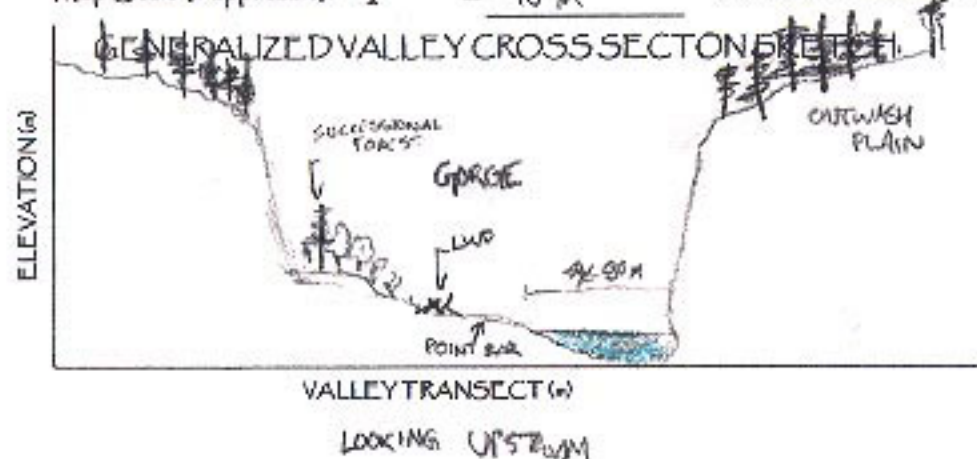 GENERALIZED VALLEY CROSS SECTON SKETCH
OUTWASH
PLAIN
SUCCESSIONAL
FOREST
GORGE
LWD
POINT BAR
ELEVATION (m)
VALLEY TRANSECT (m)
LOOKING UPSTREAM